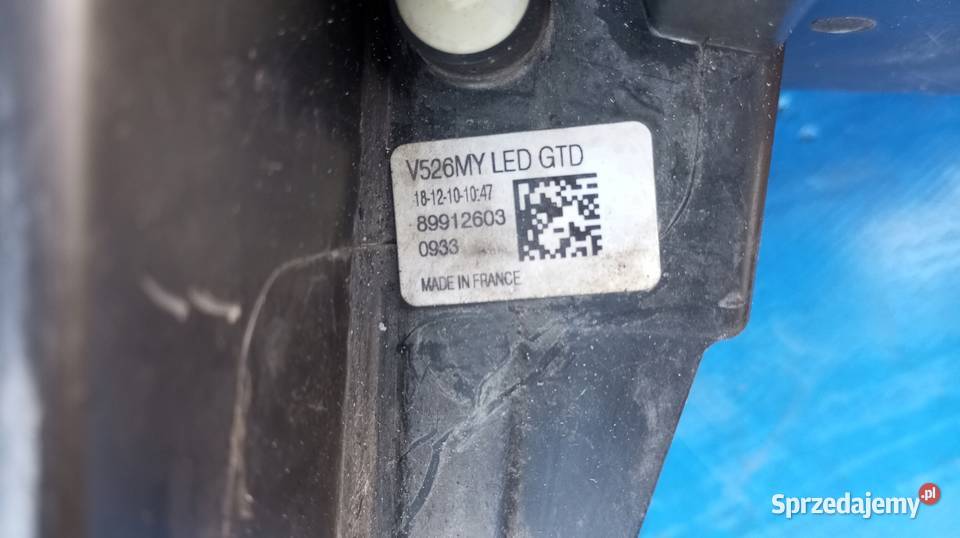 V526MY LED GTD
18-12-10-10:47
89912603
0933
MADE IN FRANCE
Sprzedajemy.pl